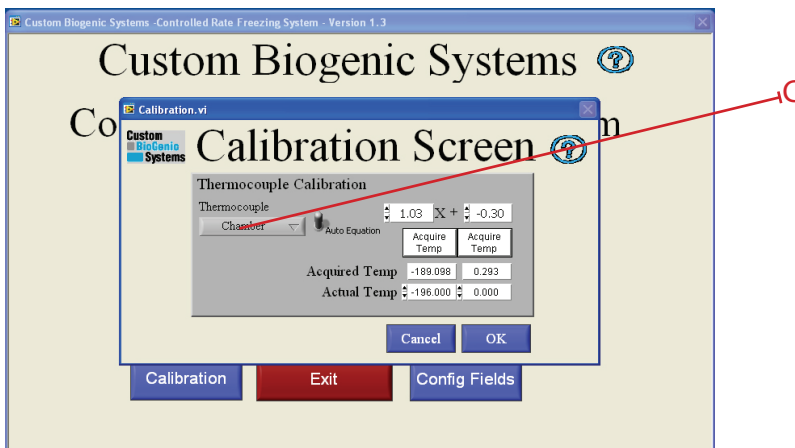 Custom Biogenic Systems -Controlled Rate Freezing System - Version 1.3
Custom Biogenic Systems ?
Co
m
Calibration.vi
Custom
BioGenic
Systems
Calibration Screen ?
Thermocouple Calibration
Thermocouple
Chamber
Auto Equation
1.03 X + -0.30
Acquire Temp
Acquire Temp
Acquired Temp -189.098 0.293
Actual Temp -196.000 0.000
Cancel OK
Calibration Exit Config Fields